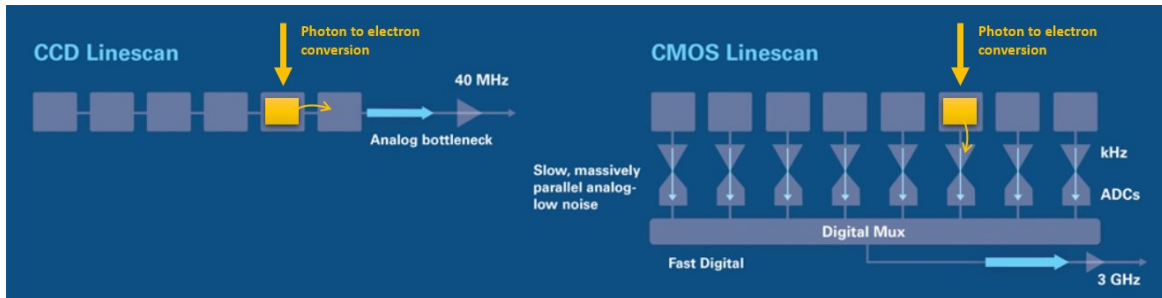 CCD Linescan
Photon to electron
conversion
40 MHz
Analog bottleneck
CMOS Linescan
Photon to electron
conversion
Slow, massively
parallel analog-
low noise
kHz
ADCs
Digital Mux
Fast Digital
3 GHz